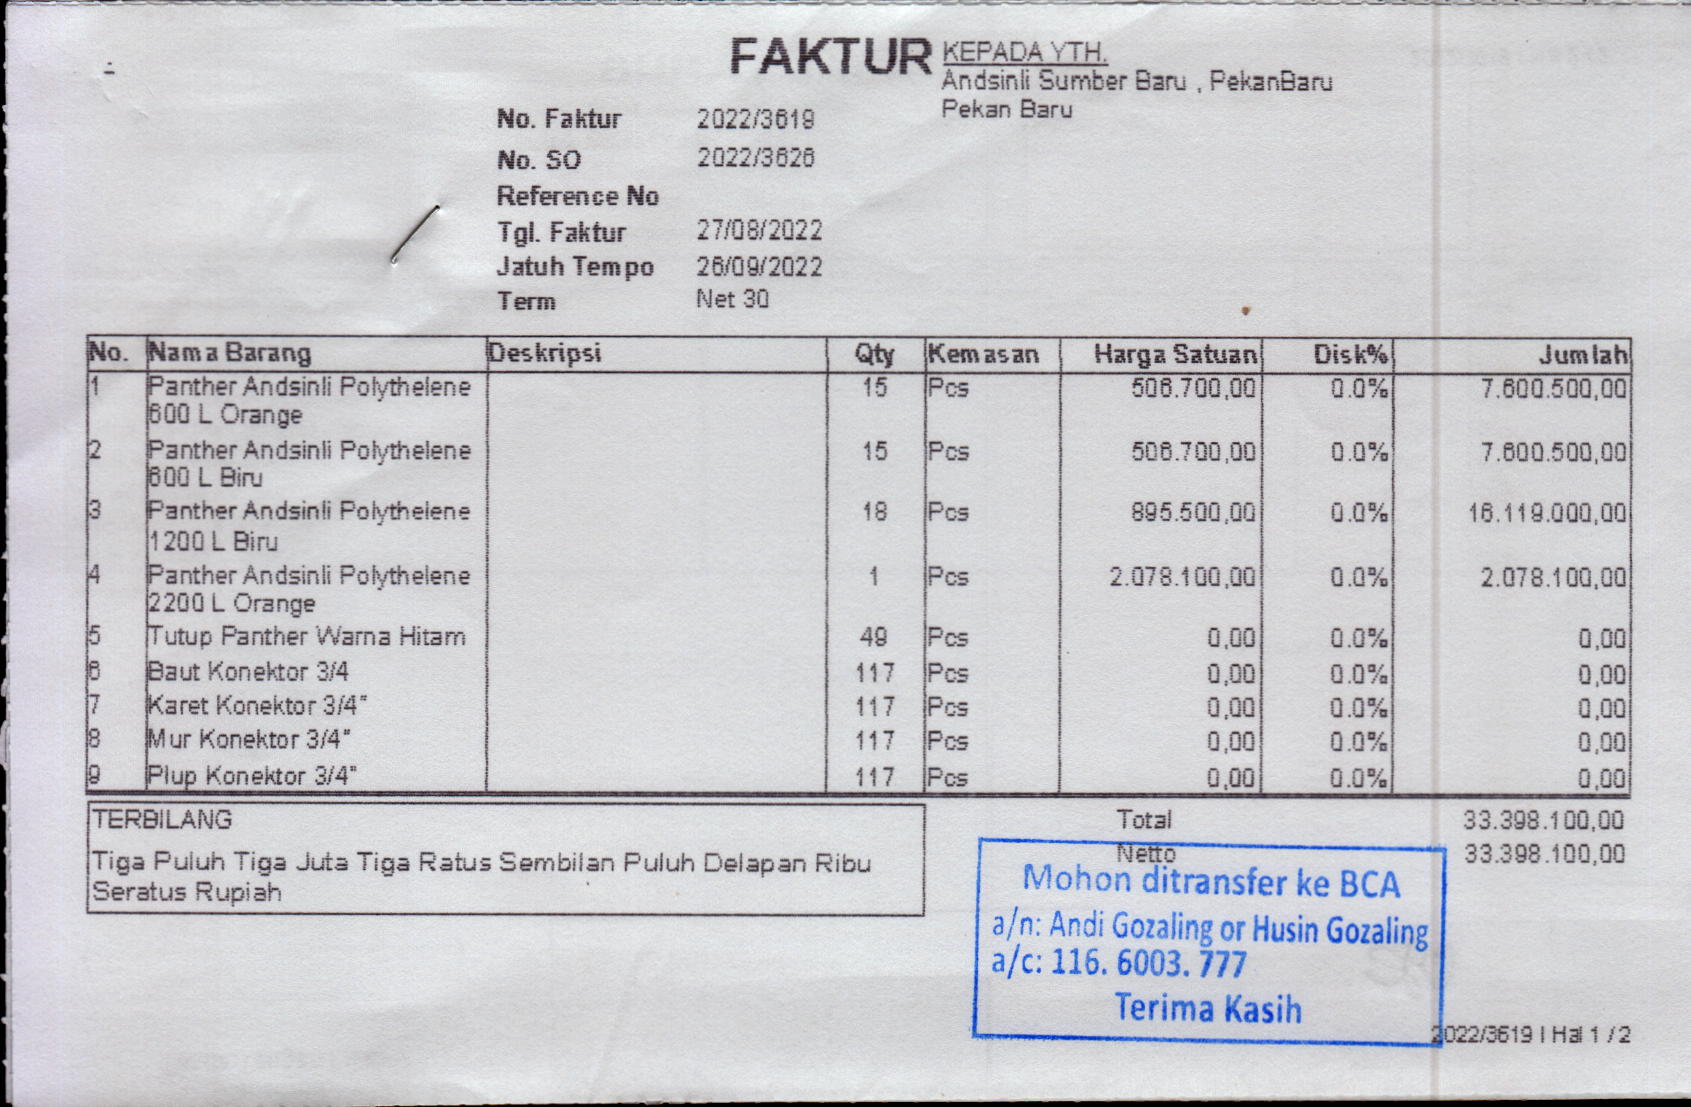 FAKTUR
KEPADA YTH.
Andsinli Sumber Baru , PekanBaru
Pekan Baru
No. Faktur 2022/3619
No. SO 2022/3626
Reference No
Tgl. Faktur 27/08/2022
Jatuh Tempo 26/09/2022
Term Net 30
No. Nama Barang Deskripsi Qty Kemasan Harga Satuan Disk% Jumlah
1 Panther Andsinli Polythelene 15 Pcs 506.700,00 0.0% 7.600.500,00
600 L Orange
2 Panther Andsinli Polythelene 15 Pcs 506.700,00 0.0% 7.600.500,00
600 L Biru
3 Panther Andsinli Polythelene 18 Pcs 895.500,00 0.0% 16.119.000,00
1200 L Biru
4 Panther Andsinli Polythelene 1 Pcs 2.078.100,00 0.0% 2.078.100,00
2200 L Orange
5 Tutup Panther Warna Hitam 49 Pcs 0,00 0.0% 0,00
6 Baut Konektor 3/4 117 Pcs 0,00 0.0% 0,00
7 Karet Konektor 3/4" 117 Pcs 0,00 0.0% 0,00
8 Mur Konektor 3/4" 117 Pcs 0,00 0.0% 0,00
9 Plup Konektor 3/4" 117 Pcs 0,00 0.0% 0,00
TERBILANG
Tiga Puluh Tiga Juta Tiga Ratus Sembilan Puluh Delapan Ribu
Seratus Rupiah
Total 33.398.100,00
Netto 33.398.100,00
Mohon ditransfer ke BCA
a/n: Andi Gozaling or Husin Gozaling
a/c: 116. 6003. 777
Terima Kasih
2022/3619 | Hal 1 / 2